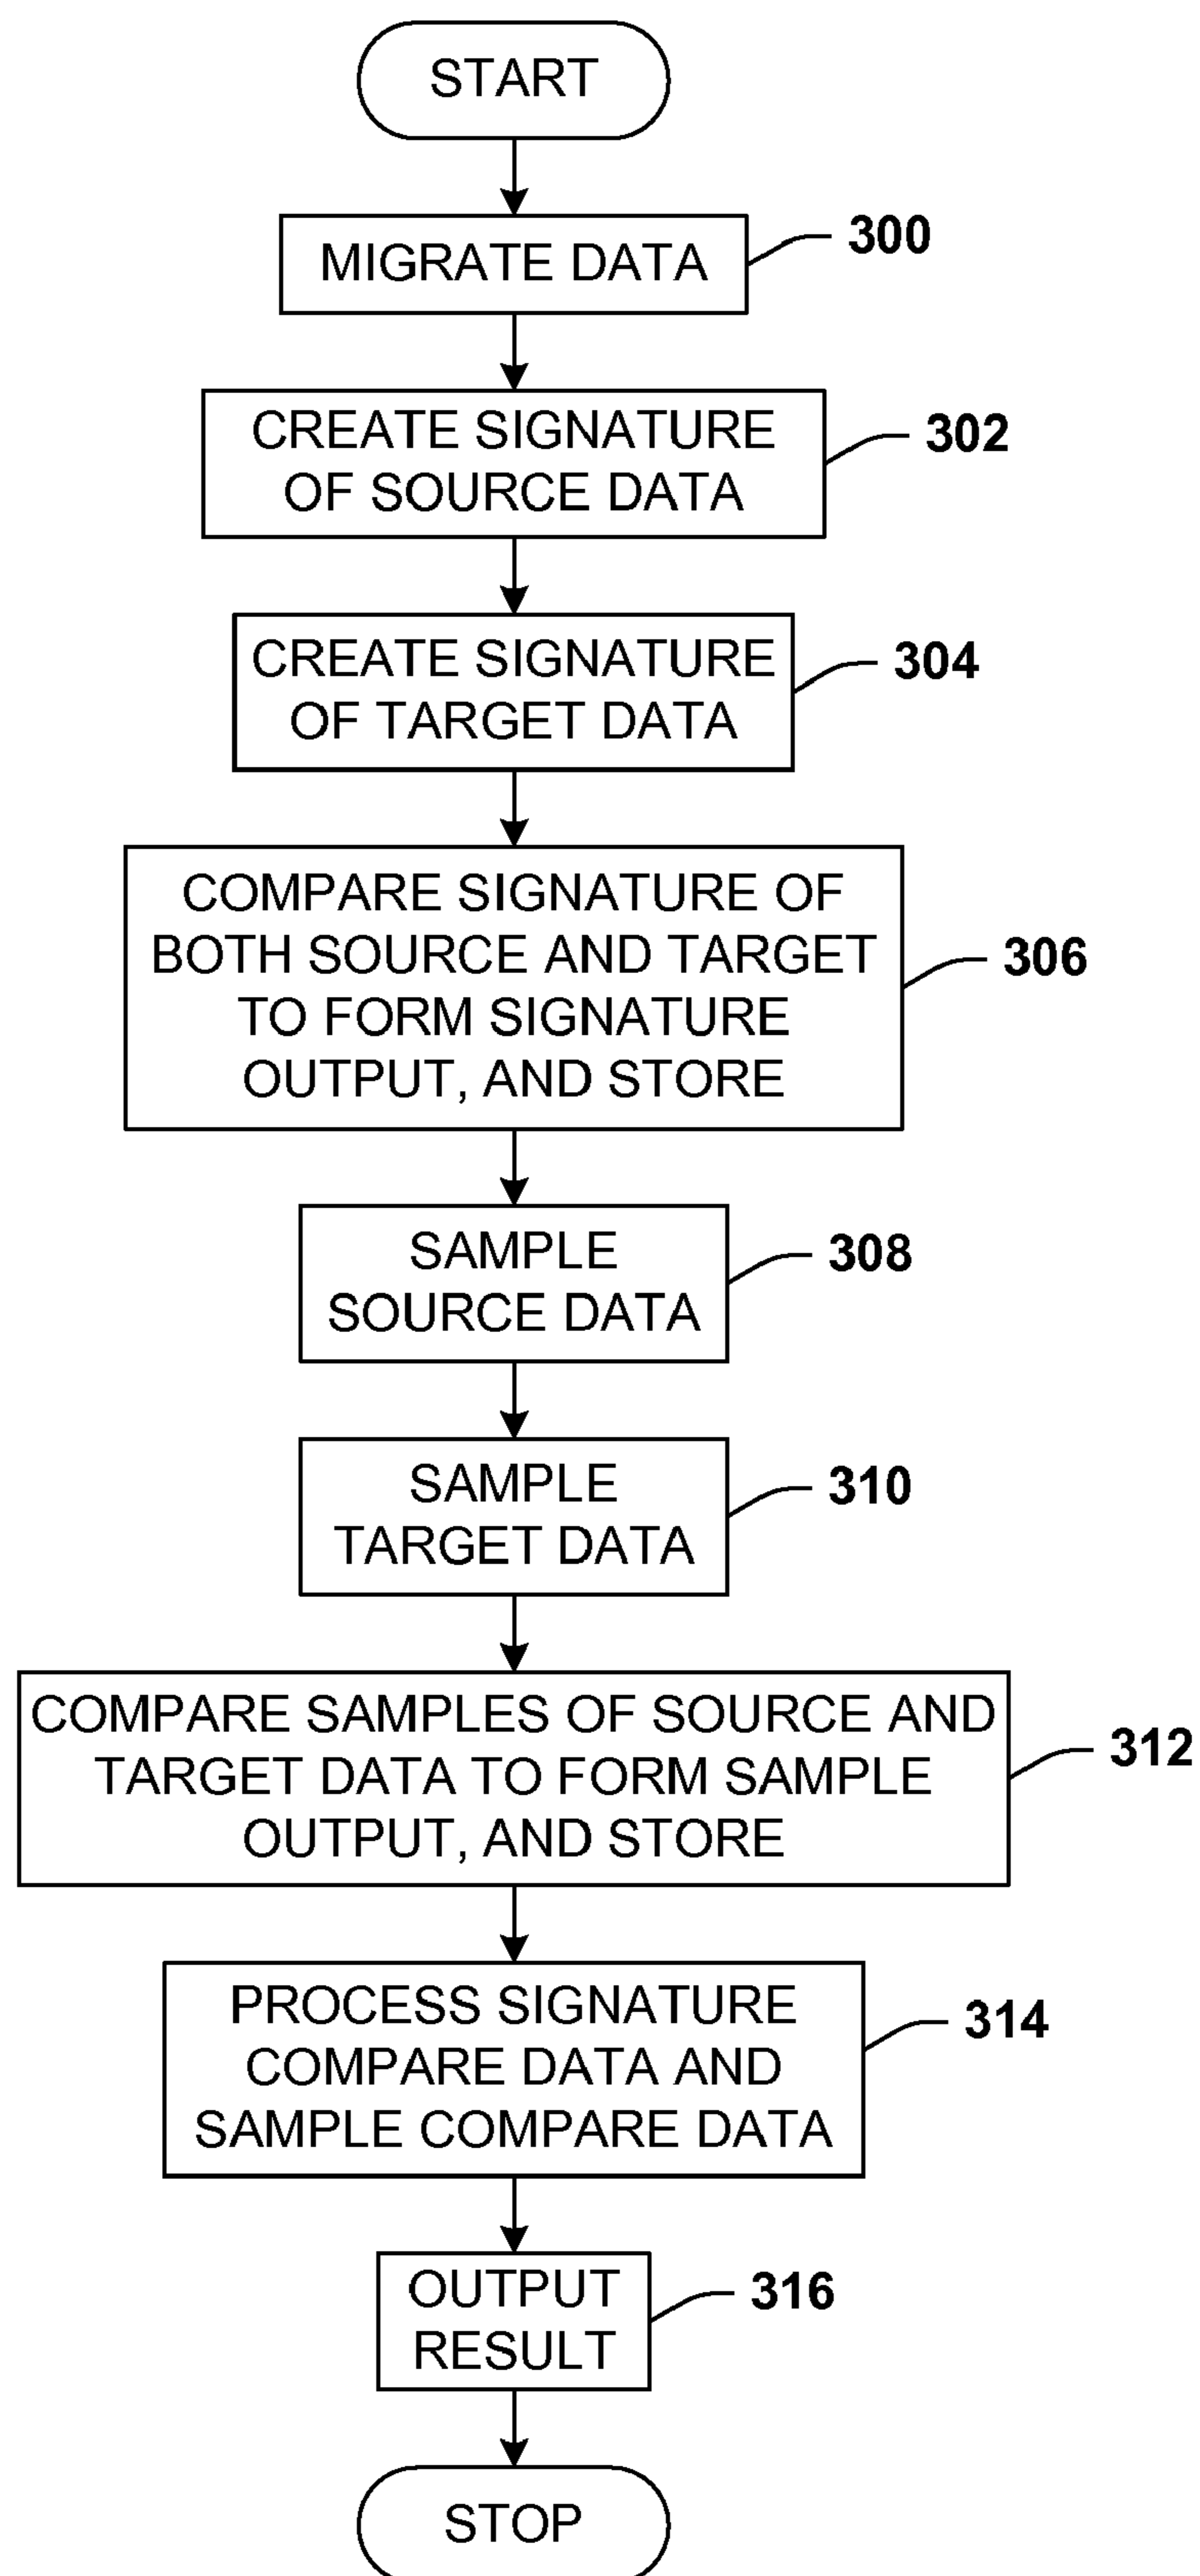 START
MIGRATE DATA
300
CREATE SIGNATURE
OF SOURCE DATA
302
CREATE SIGNATURE
OF TARGET DATA
304
COMPARE SIGNATURE OF
BOTH SOURCE AND TARGET
TO FORM SIGNATURE
OUTPUT, AND STORE
306
SAMPLE
SOURCE DATA
308
SAMPLE
TARGET DATA
310
COMPARE SAMPLES OF SOURCE AND
TARGET DATA TO FORM SAMPLE
OUTPUT, AND STORE
312
PROCESS SIGNATURE
COMPARE DATA AND
SAMPLE COMPARE DATA
314
OUTPUT
RESULT
316
STOP